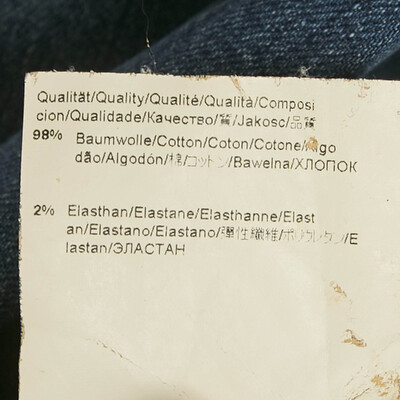 Qualität/Quality/Qualité/Qualità/Composi
cion/Qualidade/Качество/質/Jakosc/品質
98% Baumwolle/Cotton/Coton/Cotone/Algo
dão/Algodón/棉/コットン/Bawelna/ХЛОПОК
2% Elasthan/Elastane/Elasthanne/Elast
an/Elastano/Elastano/彈性纖維/ポリウレタン/E
lastan/ЭЛАСТАН